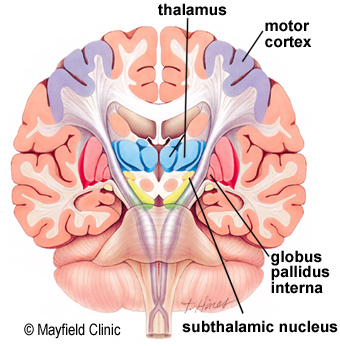 thalamus
motor
cortex
globus
pallidus
interna
subthalamic nucleus
© Mayfield Clinic